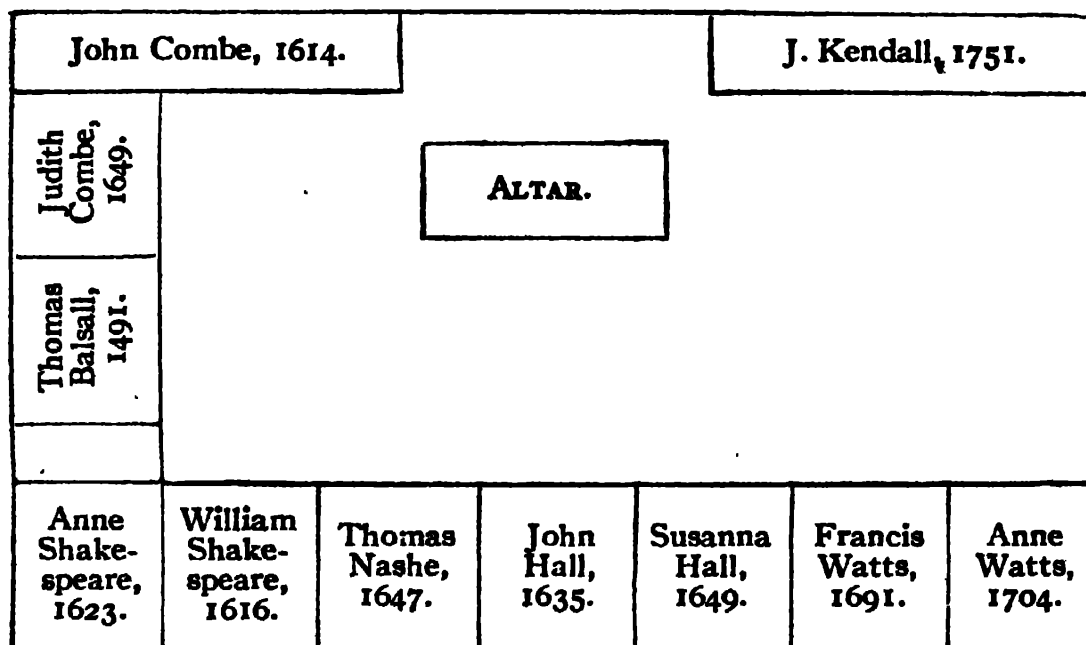 John Combe, 1614.
J. Kendall, 1751.
Judith
Combe,
1649.
ALTAR.
Thomas
Balsall,
1491.
Anne
Shake-
speare,
1623.
William
Shake-
speare,
1616.
Thomas
Nashe,
1647.
John
Hall,
1635.
Susanna
Hall,
1649.
Francis
Watts,
1691.
Anne
Watts,
1704.